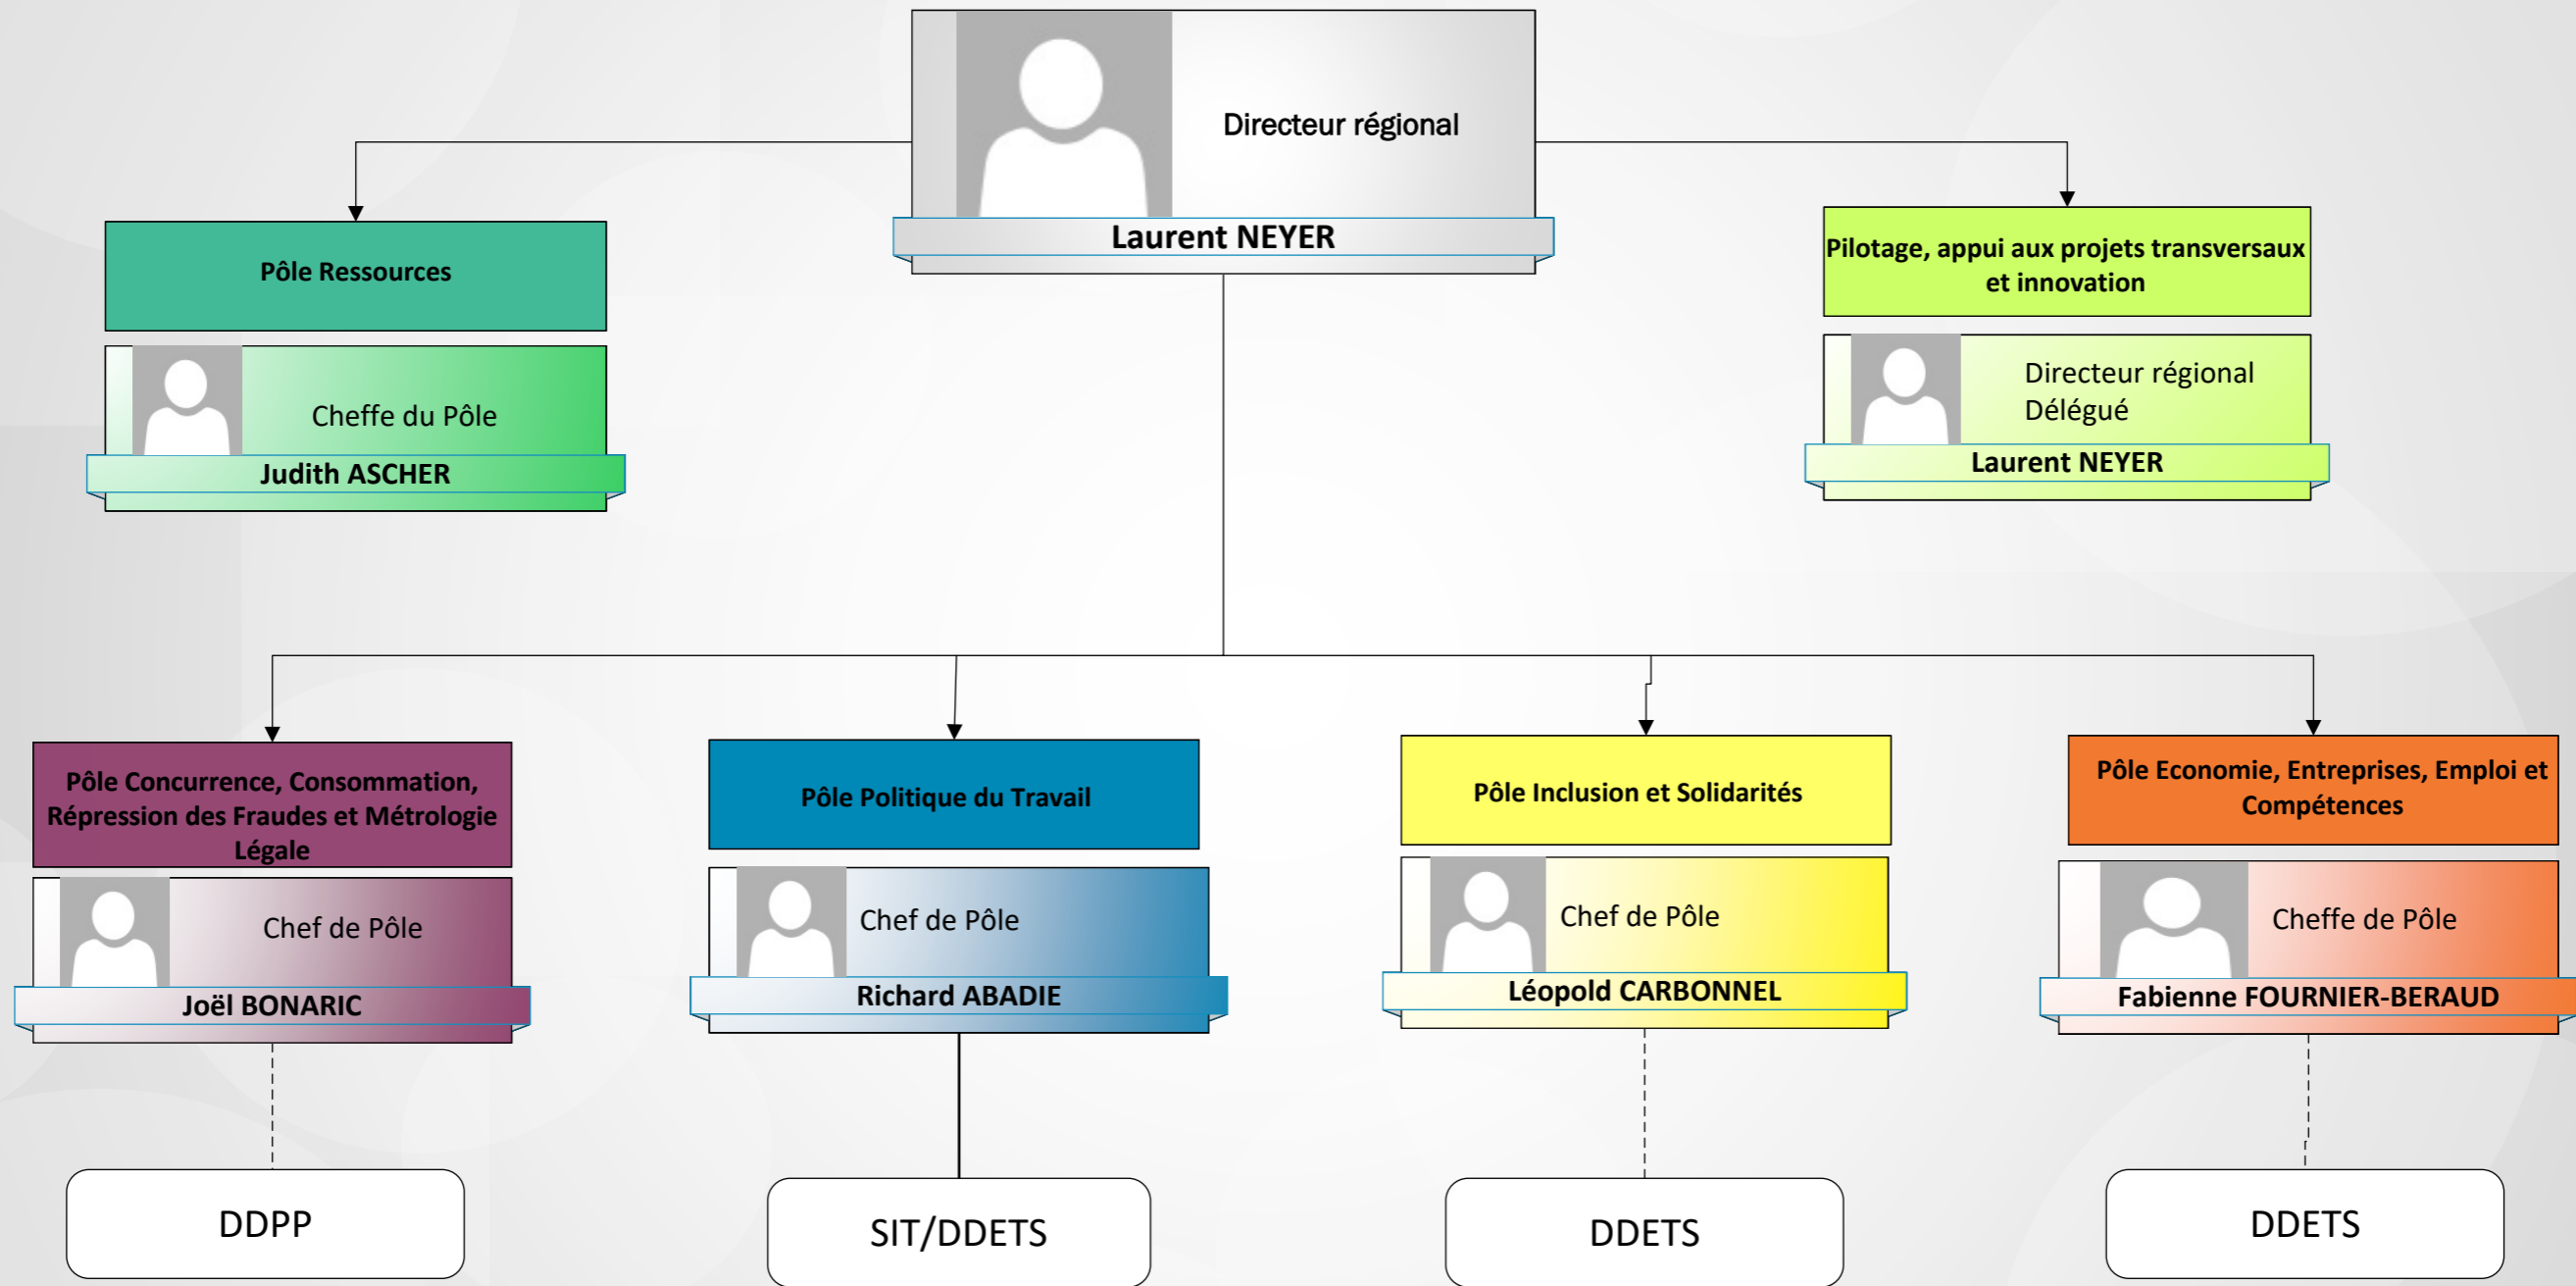 Directeur régional
Laurent NEYER
Pôle Ressources
Cheffe du Pôle
Judith ASCHER
Pilotage, appui aux projets transversaux
et innovation
Directeur régional
Délégué
Laurent NEYER
Pôle Concurrence, Consommation,
Répression des Fraudes et Métrologie
Légale
Chef de Pôle
Joël BONARIC
DDPP
Pôle Politique du Travail
Chef de Pôle
Richard ABADIE
SIT/DDETS
Pôle Inclusion et Solidarités
Chef de Pôle
Léopold CARBONNEL
DDETS
Pôle Economie, Entreprises, Emploi et
Compétences
Cheffe de Pôle
Fabienne FOURNIER-BERAUD
DDETS